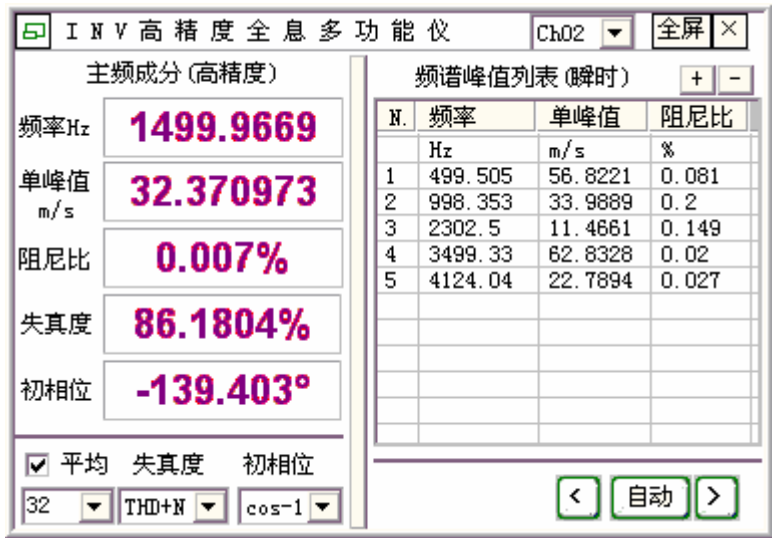 INV高精度全息多功能仪 Ch02 全屏 ×
主频成分(高精度)
频率Hz 1499.9669
单峰值 m/s 32.370973
阻尼比 0.007%
失真度 86.1804%
初相位 -139.403°
平均 失真度 初相位
32 THD+N cos-1
频谱峰值列表(瞬时) + -
N. 频率 单峰值 阻尼比
Hz m/s %
1 499.505 56.8221 0.081
2 998.353 33.9889 0.2
3 2302.5 11.4661 0.149
4 3499.33 62.8328 0.02
5 4124.04 22.7894 0.027
< 自动 >